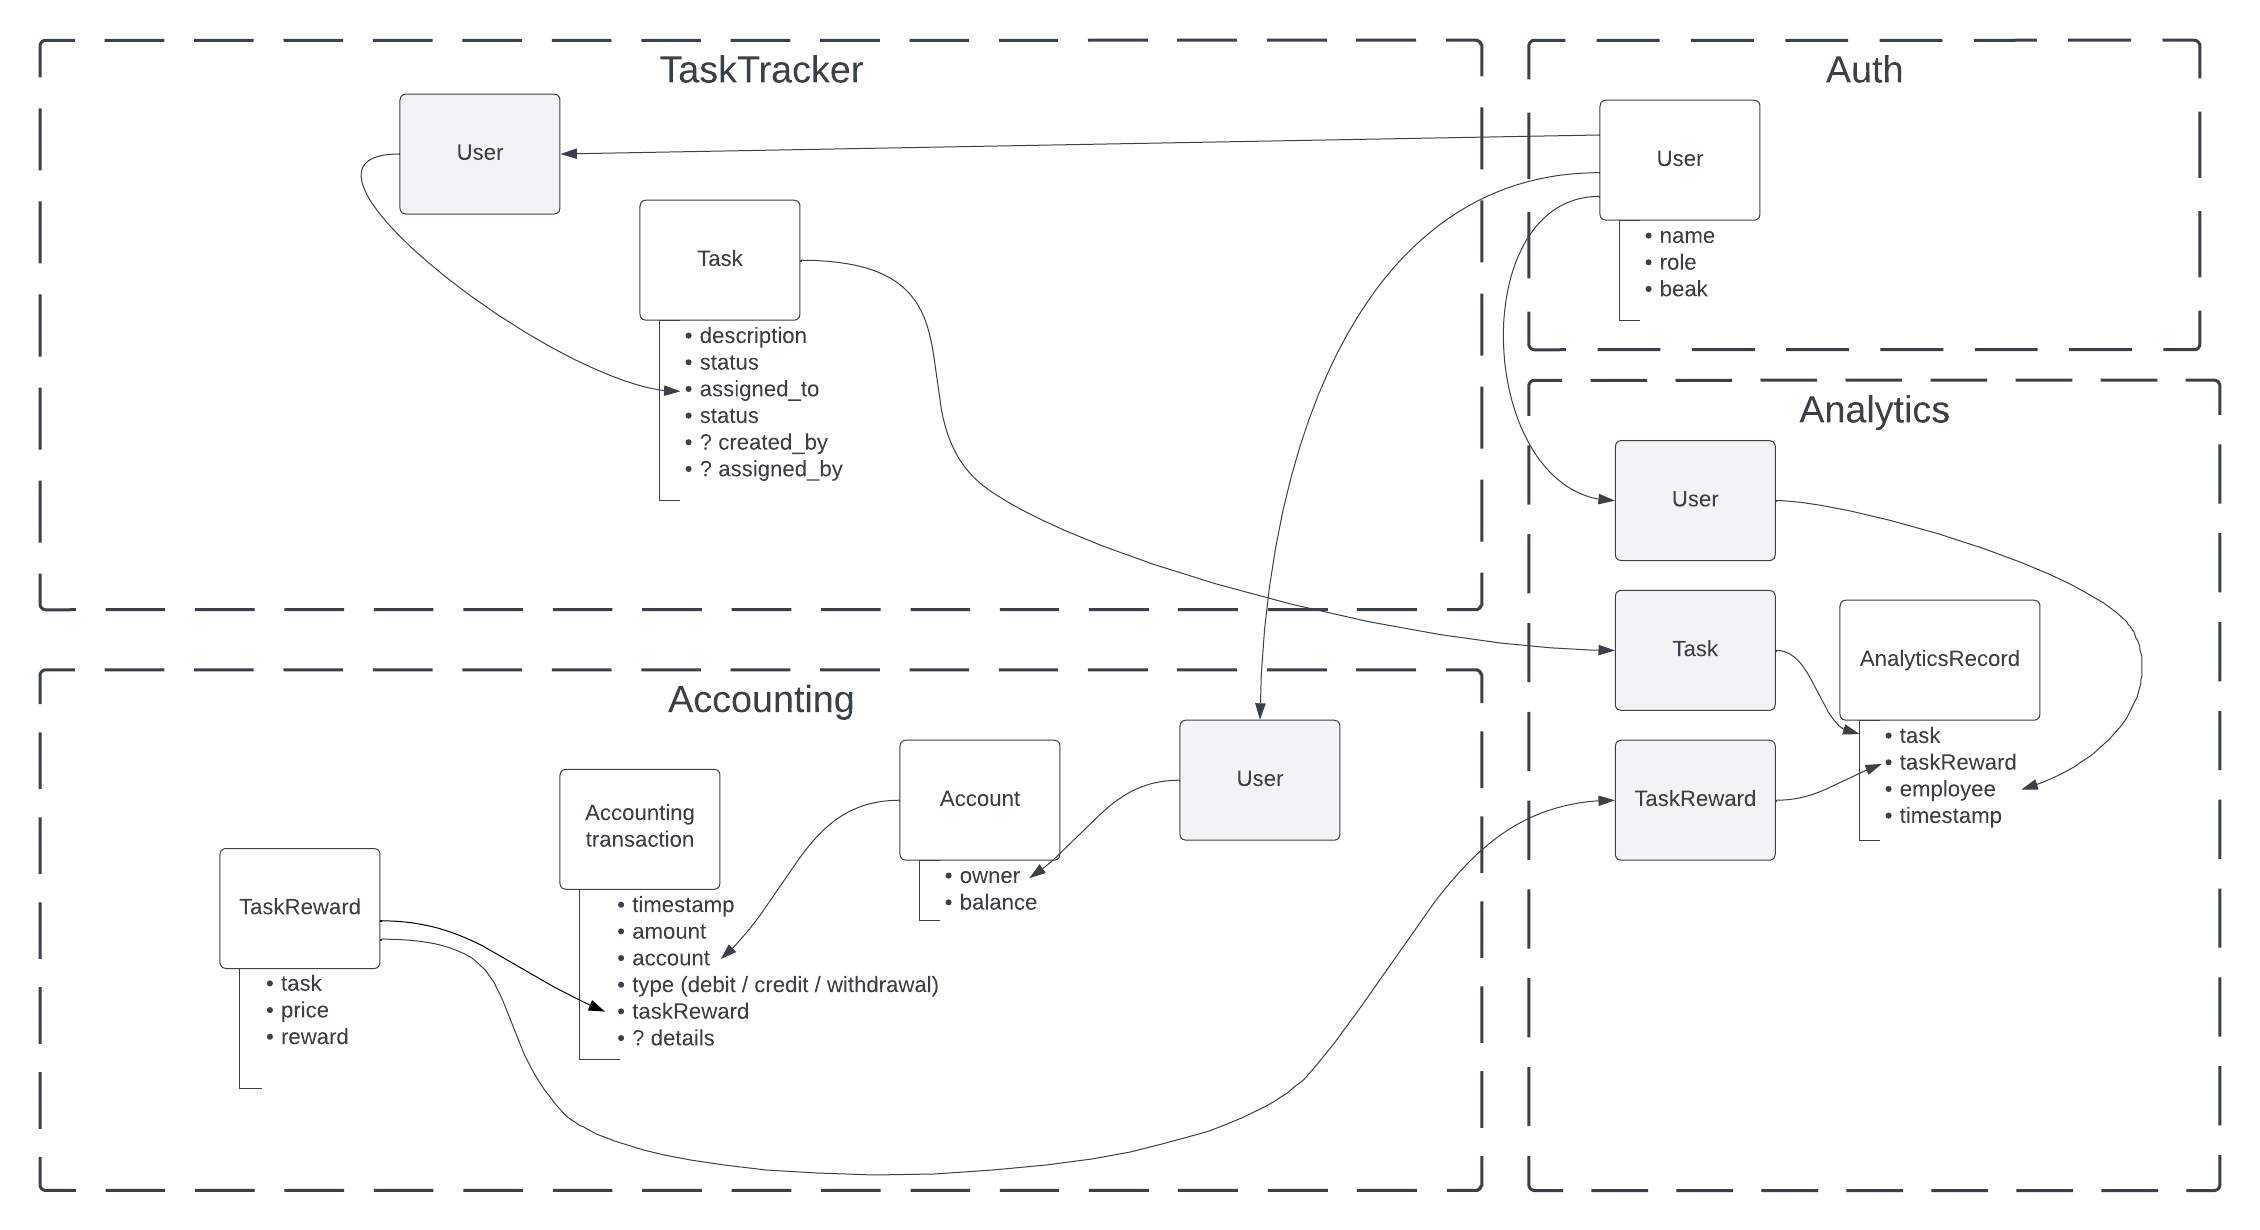 TaskTracker
User
Task
• description
• status
• assigned_to
• status
• ? created_by
• ? assigned_by
Auth
User
• name
• role
• beak
Accounting
TaskReward
• task
• price
• reward
Accounting
transaction
• timestamp
• amount
• account
• type (debit / credit / withdrawal)
• taskReward
• ? details
Account
• owner
• balance
User
Analytics
User
Task
TaskReward
AnalyticsRecord
• task
• taskReward
• employee
• timestamp